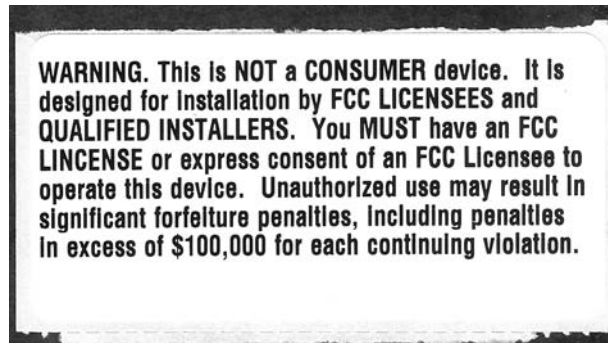 WARNING. This is NOT a CONSUMER device. It is
designed for installation by FCC LICENSEES and
QUALIFIED INSTALLERS. You MUST have an FCC
LINCENSE or express consent of an FCC Licensee to
operate this device. Unauthorized use may result in
significant forfeiture penalties, including penalties
in excess of $100,000 for each continuing violation.